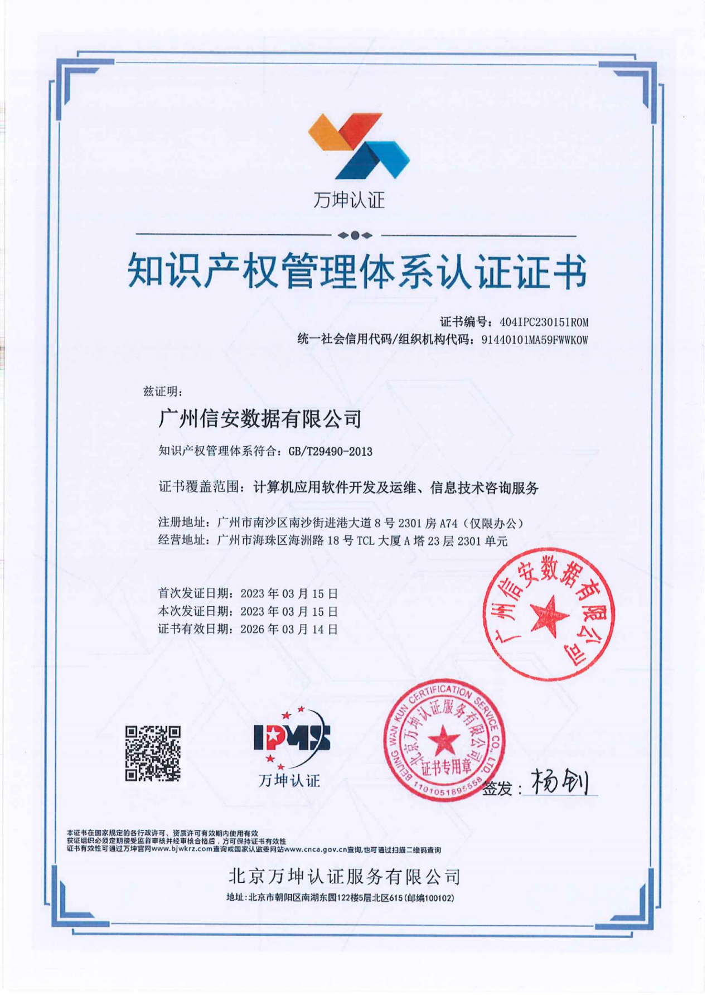 万坤认证
知识产权管理体系认证证书
证书编号：404IPC230151R0M
统一社会信用代码/组织机构代码：91440101MA59FWWK0W
兹证明：
广州信安数据有限公司
知识产权管理体系符合：GB/T29490-2013
证书覆盖范围：计算机应用软件开发及运维、信息技术咨询服务
注册地址：广州市南沙区南沙街进港大道 8 号 2301 房 A74（仅限办公）
经营地址：广州市海珠区海洲路 18 号 TCL 大厦 A 塔 23 层 2301 单元
首次发证日期：2023 年 03 月 15 日
本次发证日期：2023 年 03 月 15 日
证书有效日期：2026 年 03 月 14 日
广州信安数据有限公司
IPMS
万坤认证
BEIJING WAN KUN CERTIFICATION SERVICE CO., LTD.
北京万坤认证服务有限公司
证书专用章
1101051895558
签发：杨钊
本证书在国家规定的各行政许可、资质许可有效期内使用有效
获证组织必须定期接受监督审核并经审核合格后，方可保持证书有效性
证书有效性可通过万坤官网www.bjwkrz.com查询或国家认监委网站www.cnca.gov.cn查询,也可通过扫描二维码查询
北京万坤认证服务有限公司
地址:北京市朝阳区南湖东园122楼5层北区615(邮编100102)